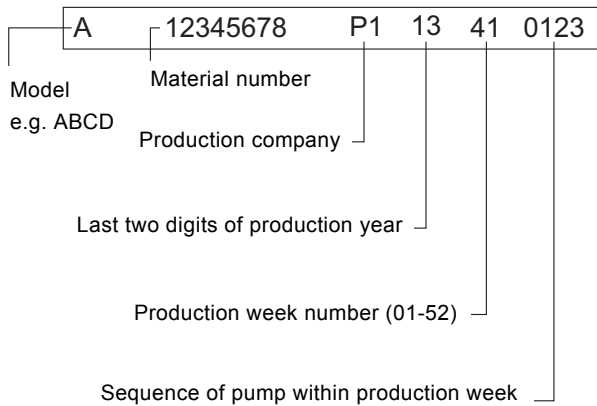 A 12345678 P1 13 41 0123
Material number
Model
e.g. ABCD
Production company
Last two digits of production year
Production week number (01-52)
Sequence of pump within production week